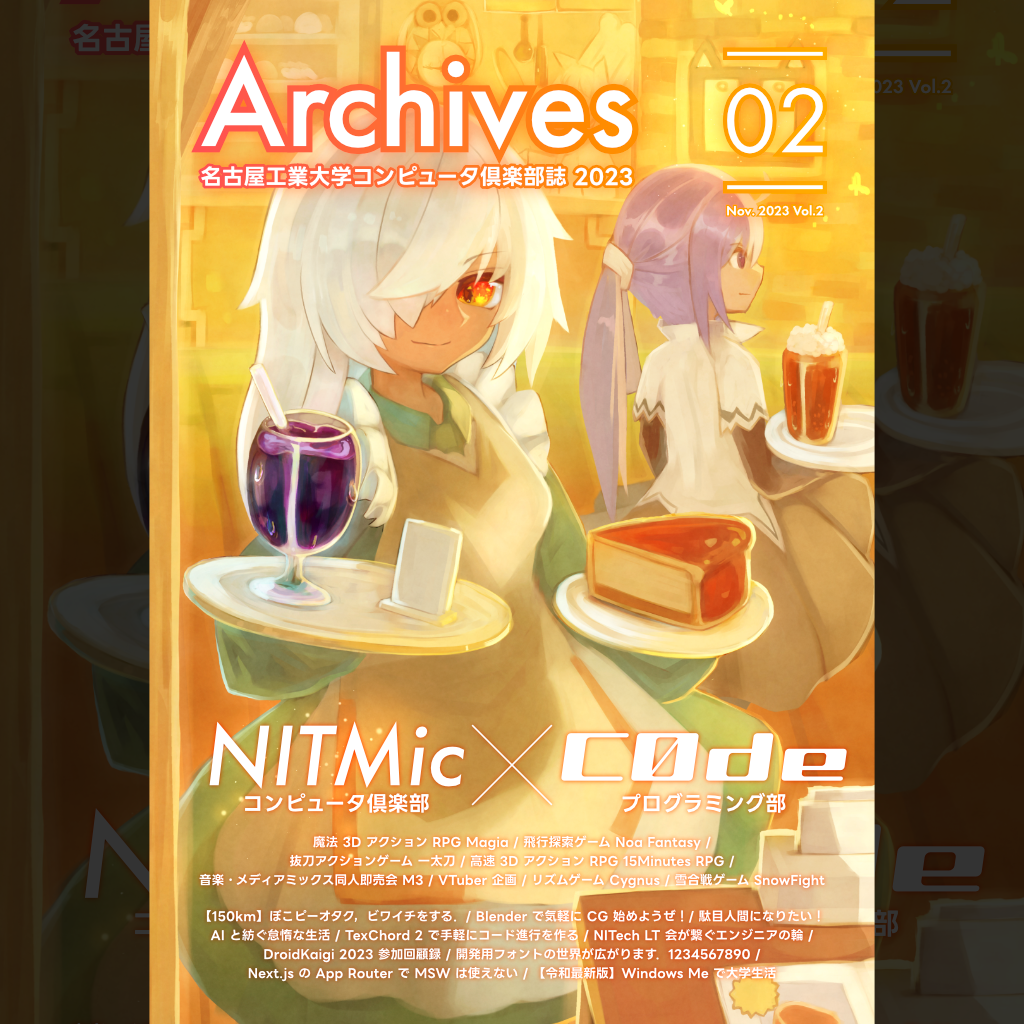 Archives
02
名古屋工業大学コンピュータ倶楽部誌 2023
Nov. 2023 Vol.2
NITMic × C0de
コンピュータ倶楽部
プログラミング部
魔法 3D アクション RPG Magia / 飛行探索ゲーム Noa Fantasy /
抜刀アクションゲーム 一太刀 / 高速 3D アクション RPG 15Minutes RPG /
音楽・メディアミックス同人即売会 M3 / VTuber 企画 / リズムゲーム Cygnus / 雪合戦ゲーム SnowFight
【150km】ぽこピーオタク，ビワイチをする．/ Blender で気軽に CG 始めようぜ！/ 駄目人間になりたい！
AI と紡ぐ怠惰な生活 / TexChord 2 で手軽にコード進行を作る / NITech LT 会が繋ぐエンジニアの輪 /
DroidKaigi 2023 参加回顧録 / 開発用フォントの世界が広がります．1234567890 /
Next.js の App Router で MSW は使えない / 【令和最新版】Windows Me で大学生活